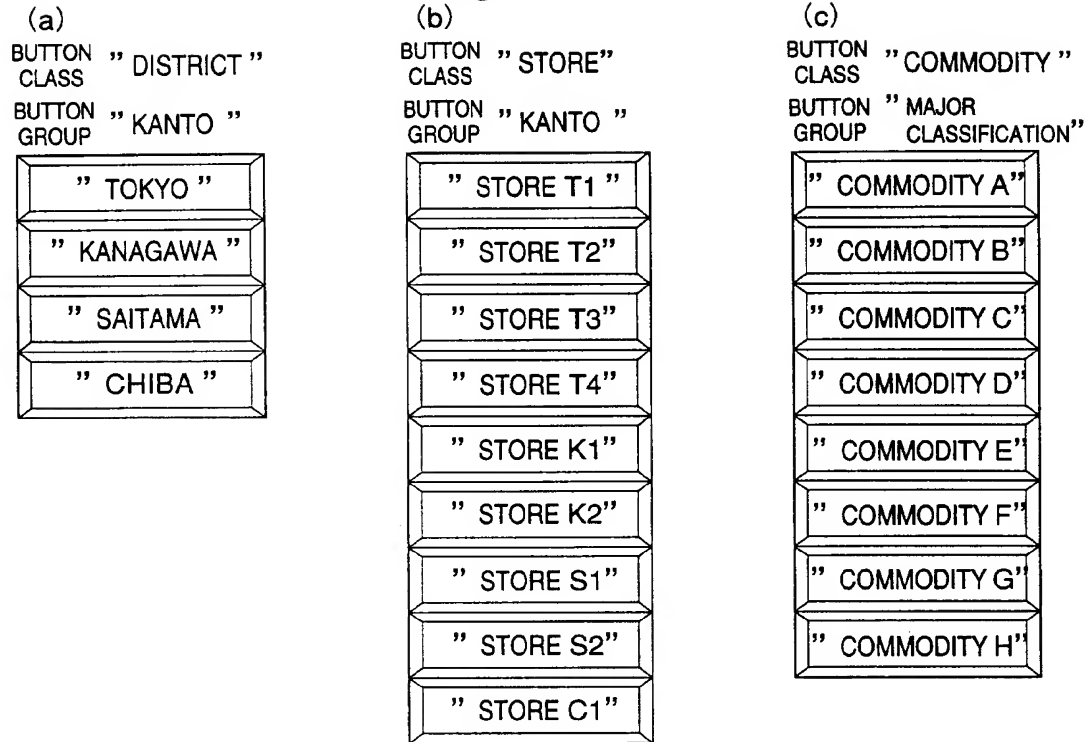 (a)
BUTTON CLASS " DISTRICT "
BUTTON GROUP " KANTO "
" TOKYO "
" KANAGAWA "
" SAITAMA "
" CHIBA "
(b)
BUTTON CLASS " STORE"
BUTTON GROUP " KANTO "
" STORE T1"
" STORE T2"
" STORE T3"
" STORE T4"
" STORE K1"
" STORE K2"
" STORE S1"
" STORE S2"
" STORE C1"
(c)
BUTTON CLASS " COMMODITY "
BUTTON GROUP " MAJOR CLASSIFICATION"
" COMMODITY A"
" COMMODITY B"
" COMMODITY C"
" COMMODITY D"
" COMMODITY E"
" COMMODITY F"
" COMMODITY G"
" COMMODITY H"